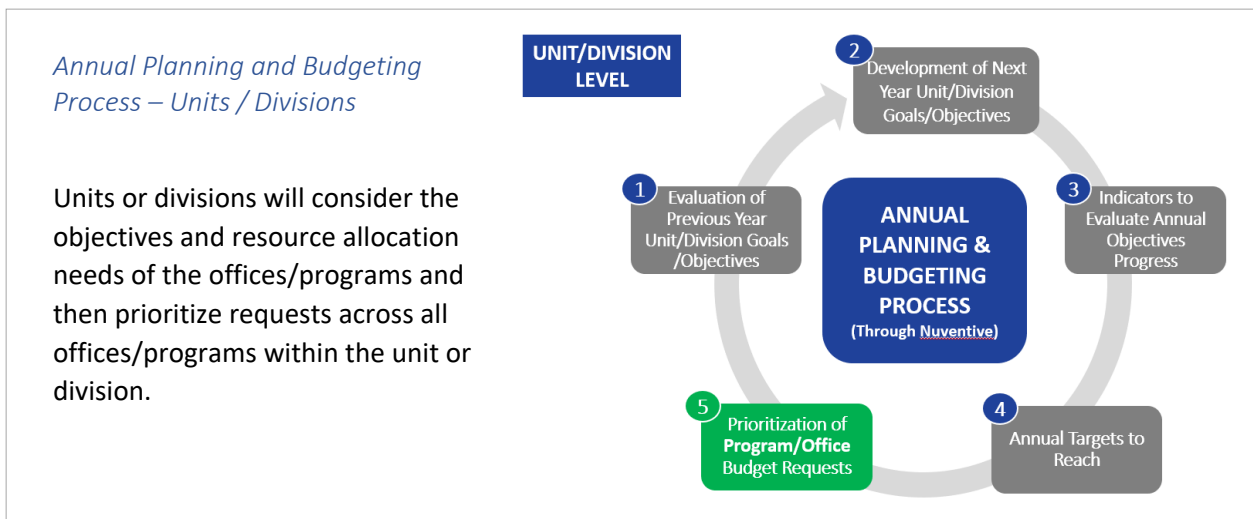 Annual Planning and Budgeting
Process – Units / Divisions
Units or divisions will consider the
objectives and resource allocation
needs of the offices/programs and
then prioritize requests across all
offices/programs within the unit or
division.
UNIT/DIVISION
LEVEL
1
Evaluation of
Previous Year
Unit/Division Goals
/Objectives
2
Development of Next
Year Unit/Division
Goals/Objectives
3
Indicators to
Evaluate Annual
Objectives
Progress
4
Annual Targets to
Reach
5
Prioritization of
Program/Office
Budget Requests
ANNUAL
PLANNING &
BUDGETING
PROCESS
(Through Nuventive)